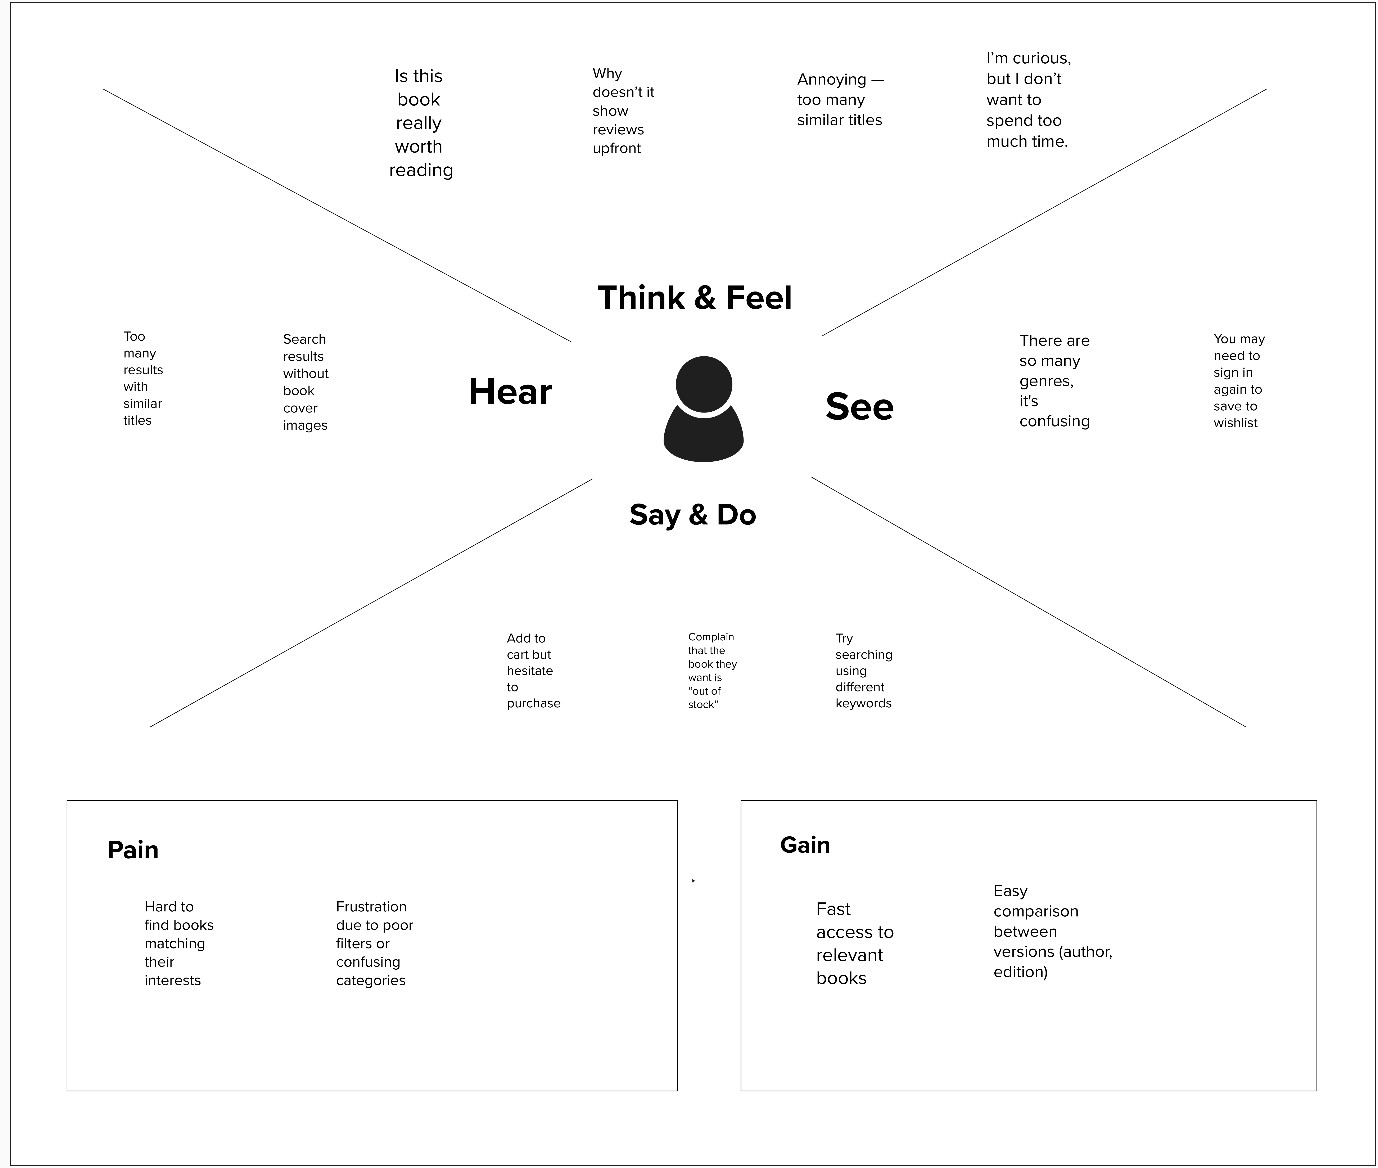 Is this
book
really
worth
reading
Why
doesn’t it
show
reviews
upfront
Annoying —
too many
similar titles
I’m curious,
but I don’t
want to
spend too
much time.
Think & Feel
Too
many
results
with
similar
titles
Search
results
without
book
cover
images
Hear
See
There are
so many
genres,
it's
confusing
You may
need to
sign in
again to
save to
wishlist
Say & Do
Add to
cart but
hesitate
to
purchase
Complain
that the
book they
want is
"out of
stock"
Try
searching
using
different
keywords
Pain
Hard to
find books
matching
their
interests
Frustration
due to poor
filters or
confusing
categories
Gain
Fast
access to
relevant
books
Easy
comparison
between
versions (author,
edition)